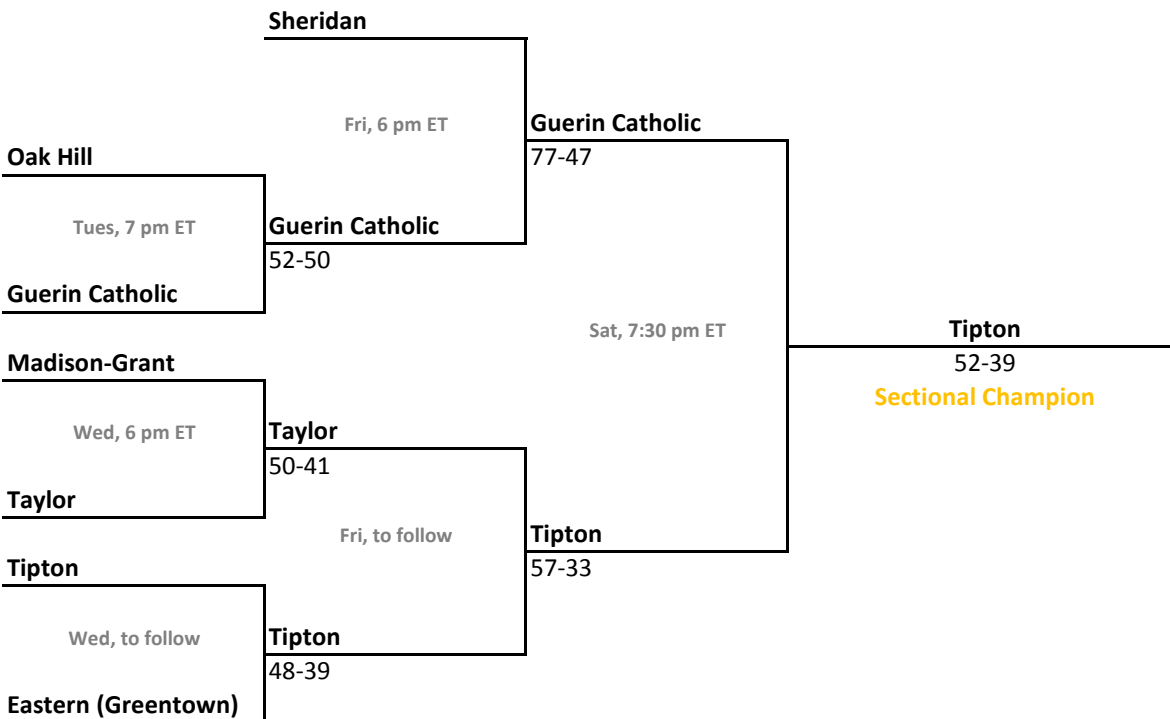 Sheridan
Fri, 6 pm ET
Guerin Catholic
77-47
Oak Hill
Tues, 7 pm ET
Guerin Catholic
52-50
Guerin Catholic
Sat, 7:30 pm ET
Tipton
52-39
Sectional Champion
Madison-Grant
Wed, 6 pm ET
Taylor
50-41
Taylor
Fri, to follow
Tipton
57-33
Tipton
Wed, to follow
Tipton
48-39
Eastern (Greentown)